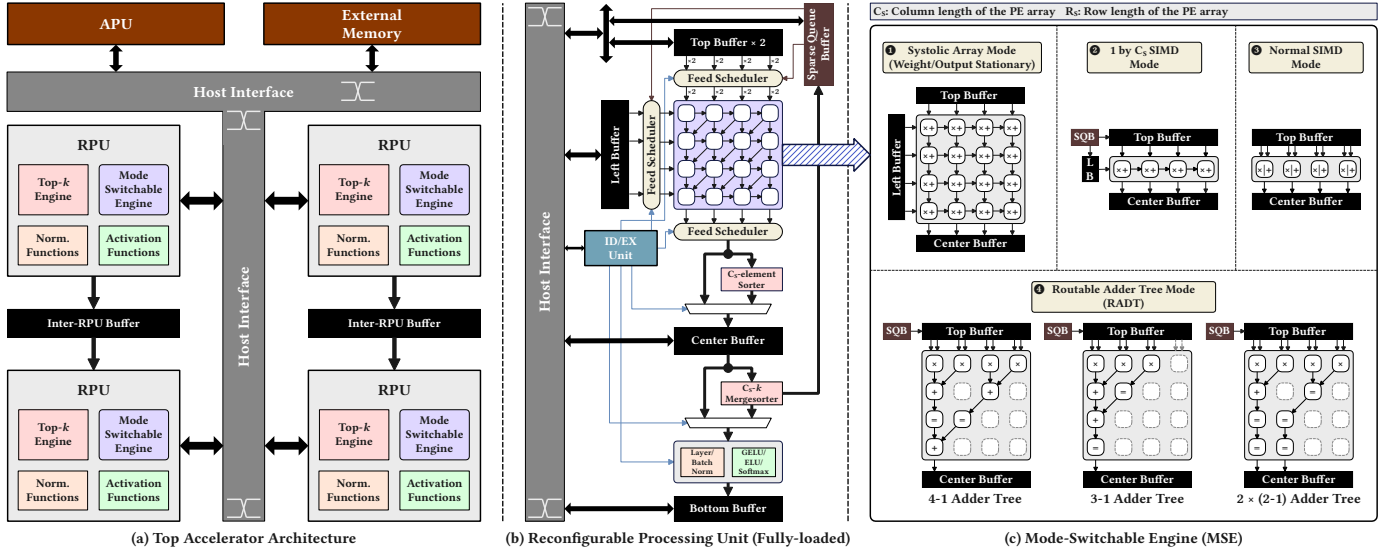 APU
External
Memory
Host Interface
RPU
Top-k
Engine
Mode
Switchable
Engine
Norm.
Functions
Activation
Functions
RPU
Top-k
Engine
Mode
Switchable
Engine
Norm.
Functions
Activation
Functions
Host Interface
Inter-RPU Buffer
Inter-RPU Buffer
RPU
Top-k
Engine
Mode
Switchable
Engine
Norm.
Functions
Activation
Functions
RPU
Top-k
Engine
Mode
Switchable
Engine
Norm.
Functions
Activation
Functions
(a) Top Accelerator Architecture
Host Interface
Top Buffer × 2
Sparse Queue
Buffer
×2 ×2 ×2 ×2
Feed Scheduler
×2 ×2 ×2 ×2
Left Buffer
Feed Scheduler
Feed Scheduler
ID/EX
Unit
Cs-element
Sorter
Center Buffer
Cs-k
Mergesorter
Layer/
Batch
Norm
GELU/
ELU/
Softmax
Bottom Buffer
(b) Reconfigurable Processing Unit (Fully-loaded)
Cs: Column length of the PE array Rs: Row length of the PE array
❶ Systolic Array Mode
(Weight/Output Stationary)
Top Buffer
Left Buffer
×+ ×+ ×+ ×+
×+ ×+ ×+ ×+
×+ ×+ ×+ ×+
×+ ×+ ×+ ×+
Center Buffer
❷ 1 by Cs SIMD
Mode
SQB
Top Buffer
L
B
×+ ×+ ×+ ×+
Center Buffer
❸ Normal SIMD
Mode
Top Buffer
×|+ ×|+ ×|+ ×|+
Center Buffer
❹ Routable Adder Tree Mode
(RADT)
SQB
Top Buffer
× × × ×
+ +
= =
+
Center Buffer
4-1 Adder Tree
SQB
Top Buffer
× × ×
+ =
+
=
Center Buffer
3-1 Adder Tree
SQB
Top Buffer
× × × ×
+ =
= +
= =
Center Buffer
2 × (2-1) Adder Tree
(c) Mode-Switchable Engine (MSE)